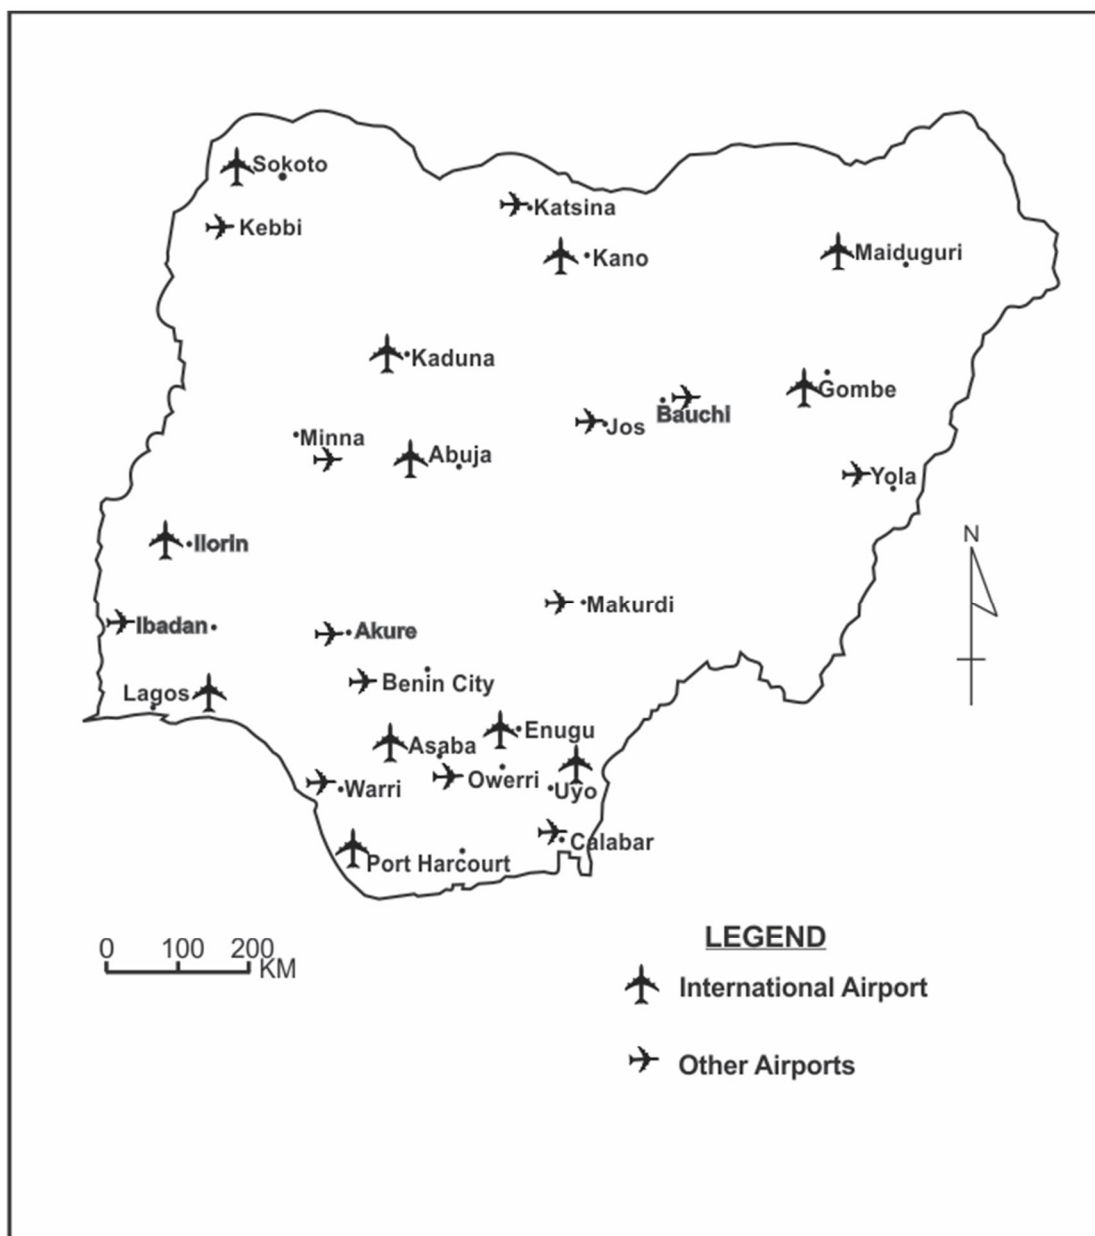 Sokoto
Kebbi
Katsina
Kano
Maiduguri
Kaduna
Gombe
Bauchi
Jos
Minna
Abuja
Yola
N
Ilorin
Makurdi
Ibadan
Akure
Benin City
Lagos
Enugu
Asaba
Owerri
Uyo
Warri
Calabar
Port Harcourt
0 100 200
KM
LEGEND
International Airport
Other Airports